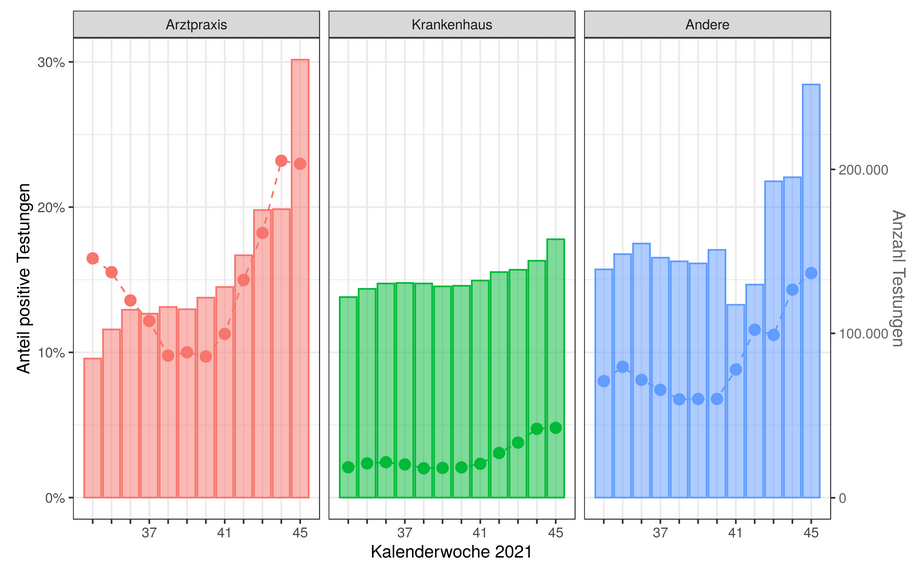 Arztpraxis Krankenhaus Andere
Anteil positive Testungen
30%
20%
10%
0%
200.000
100.000
0
Anzahl Testungen
37 41 45 37 41 45 37 41 45
Kalenderwoche 2021